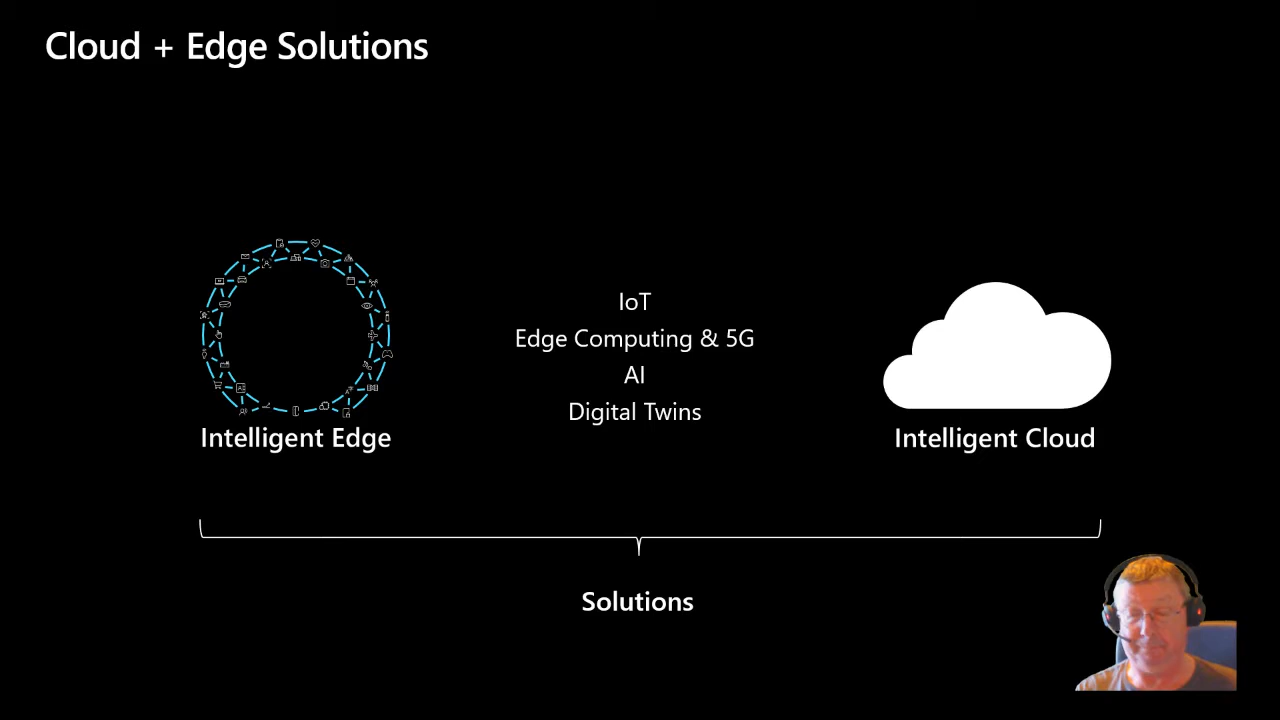 Cloud + Edge Solutions
IoT
Edge Computing & 5G
AI
Digital Twins
Intelligent Edge
Intelligent Cloud
Solutions